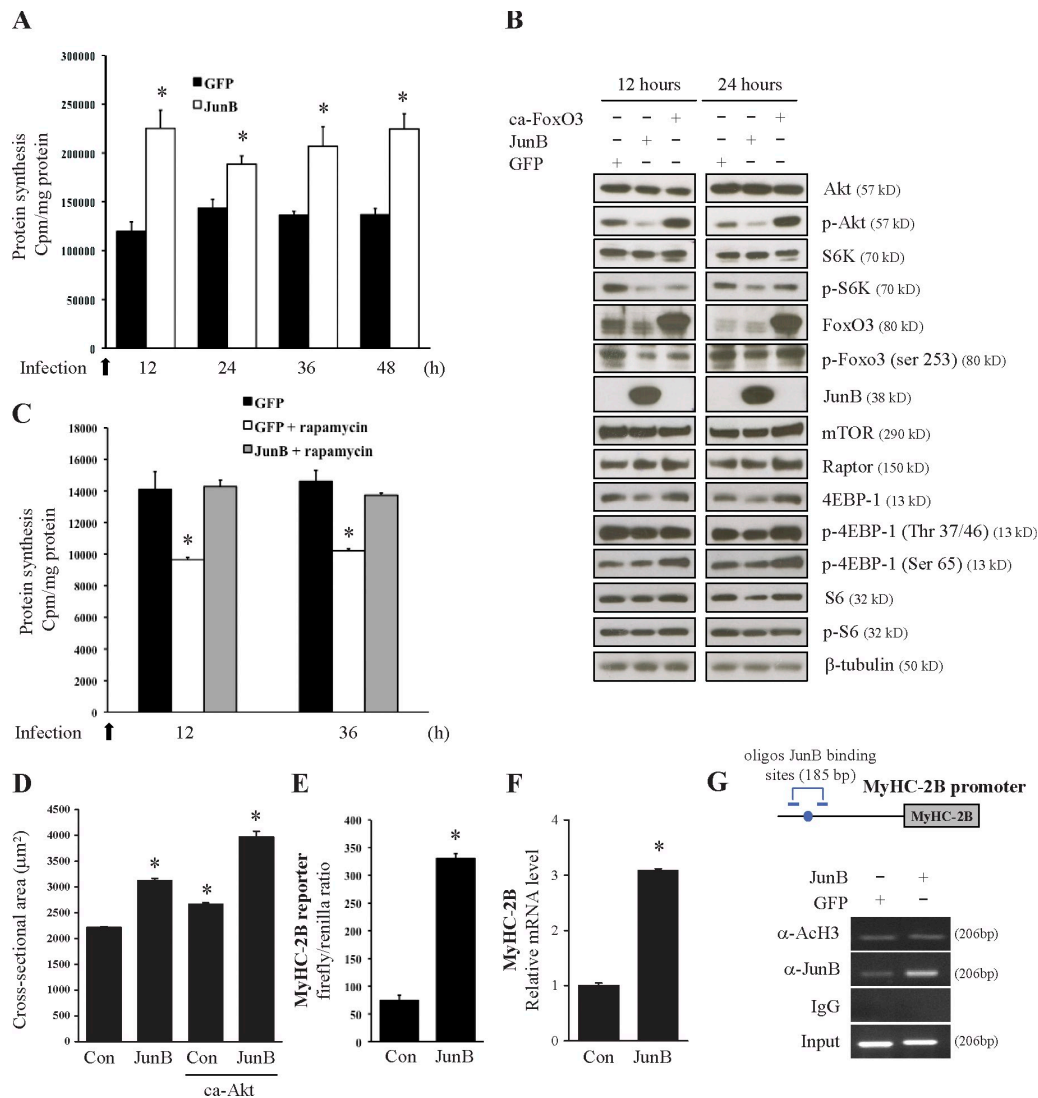 A
300000
250000
200000
150000
100000
50000
0
Protein synthesis
Cpm/mg protein
GFP
JunB
* * * *
Infection 12 24 36 48 (h)
B
12 hours 24 hours
ca-FoxO3 − − + − − +
JunB − + − − + −
GFP + − − + − −
Akt (57 kD)
p-Akt (57 kD)
S6K (70 kD)
p-S6K (70 kD)
FoxO3 (80 kD)
p-Foxo3 (ser 253) (80 kD)
JunB (38 kD)
mTOR (290 kD)
Raptor (150 kD)
4EBP-1 (13 kD)
p-4EBP-1 (Thr 37/46) (13 kD)
p-4EBP-1 (Ser 65) (13 kD)
S6 (32 kD)
p-S6 (32 kD)
β-tubulin (50 kD)
C
GFP
GFP + rapamycin
JunB + rapamycin
18000
16000
14000
12000
10000
8000
6000
4000
2000
0
Protein synthesis
Cpm/mg protein
* *
Infection 12 36 (h)
D
Cross-sectional area (μm²)
4500
4000
3500
3000
2500
2000
1500
1000
500
0
* * *
Con JunB Con JunB
ca-Akt
E
MyHC-2B reporter
firefly/renilla ratio
400
350
300
250
200
150
100
50
0
*
Con JunB
F
MyHC-2B
Relative mRNA level
4
3
2
1
0
*
Con JunB
G
oligos JunB binding
sites (185 bp)
MyHC-2B promoter
MyHC-2B
JunB − +
GFP + −
α-AcH3 (206bp)
α-JunB (206bp)
IgG
Input (206bp)